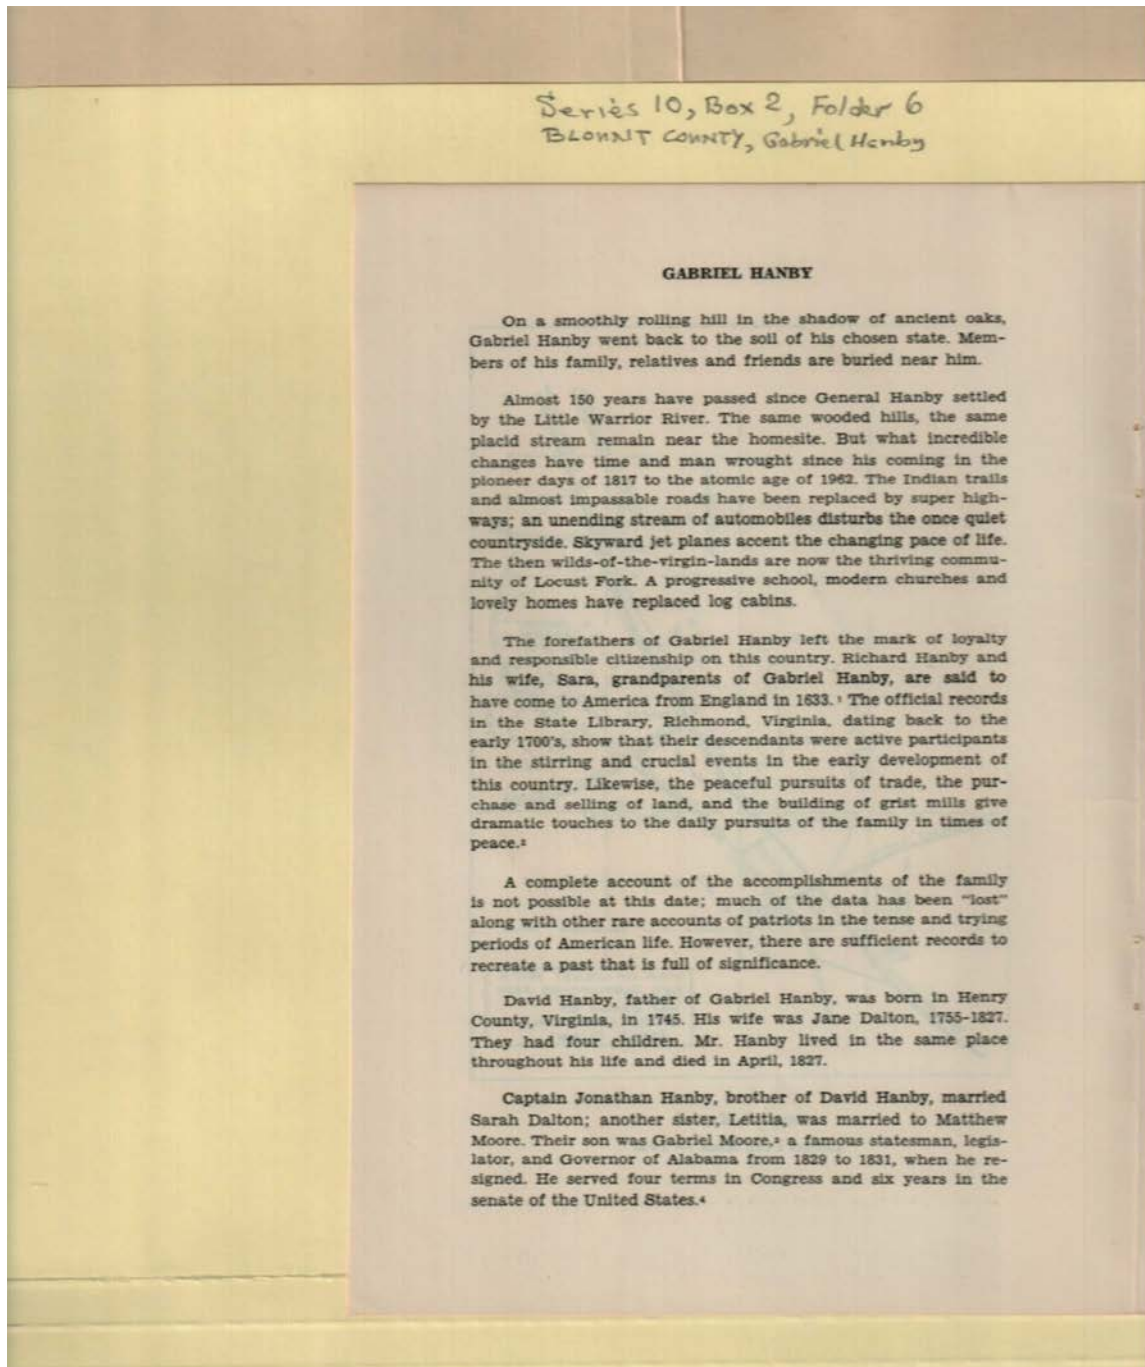 Series 10, Box 2, Folder 6
BLOUNT COUNTY, Gabriel Hanby
GABRIEL HANBY
On a smoothly rolling hill in the shadow of ancient oaks,
Gabriel Hanby went back to the soil of his chosen state. Mem-
bers of his family, relatives and friends are buried near him.
Almost 150 years have passed since General Hanby settled
by the Little Warrior River. The same wooded hills, the same
placid stream remain near the homesite. But what incredible
changes have time and man wrought since his coming in the
pioneer days of 1817 to the atomic age of 1962. The Indian trails
and almost impassable roads have been replaced by super high-
ways; an unending stream of automobiles disturbs the once quiet
countryside. Skyward jet planes accent the changing pace of life.
The then wilds-of-the-virgin-lands are now the thriving commu-
nity of Locust Fork. A progressive school, modern churches and
lovely homes have replaced log cabins.
The forefathers of Gabriel Hanby left the mark of loyalty
and responsible citizenship on this country. Richard Hanby and
his wife, Sara, grandparents of Gabriel Hanby, are said to
have come to America from England in 1633.¹ The official records
in the State Library, Richmond, Virginia, dating back to the
early 1700's, show that their descendants were active participants
in the stirring and crucial events in the early development of
this country. Likewise, the peaceful pursuits of trade, the pur-
chase and selling of land, and the building of grist mills give
dramatic touches to the daily pursuits of the family in times of
peace.²
A complete account of the accomplishments of the family
is not possible at this date; much of the data has been "lost"
along with other rare accounts of patriots in the tense and trying
periods of American life. However, there are sufficient records to
recreate a past that is full of significance.
David Hanby, father of Gabriel Hanby, was born in Henry
County, Virginia, in 1745. His wife was Jane Dalton, 1755-1827.
They had four children. Mr. Hanby lived in the same place
throughout his life and died in April, 1827.
Captain Jonathan Hanby, brother of David Hanby, married
Sarah Dalton; another sister, Letitia, was married to Matthew
Moore. Their son was Gabriel Moore,³ a famous statesman, legis-
lator, and Governor of Alabama from 1829 to 1831, when he re-
signed. He served four terms in Congress and six years in the
senate of the United States.⁴